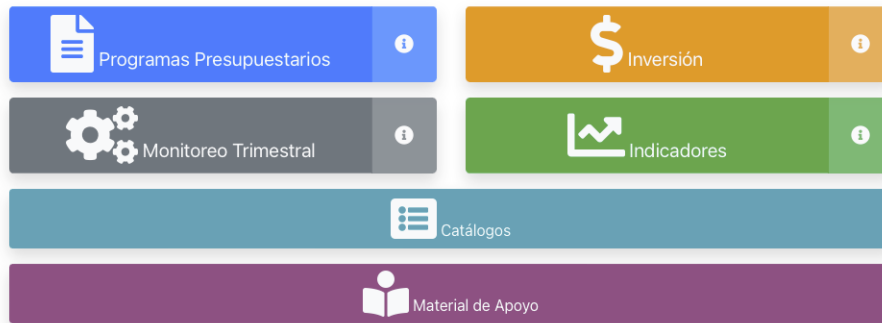 Programas Presupuestarios
Inversión
Monitoreo Trimestral
Indicadores
Catálogos
Material de Apoyo